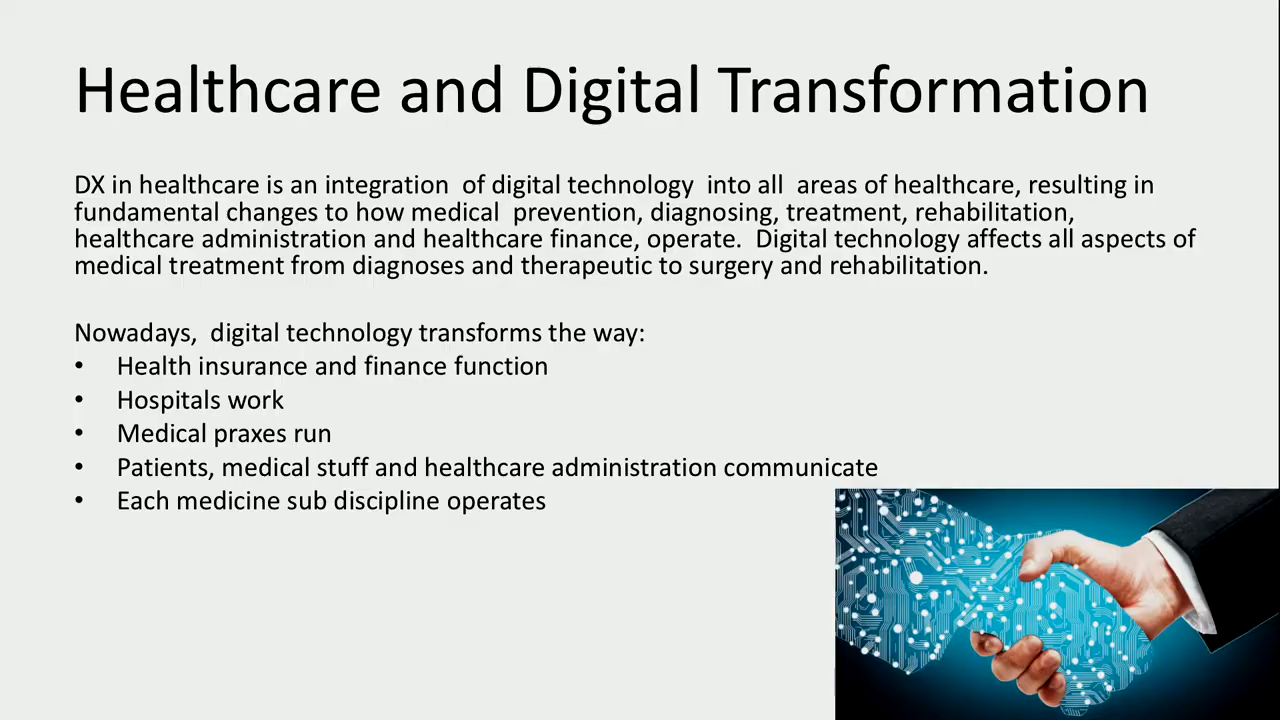 Healthcare and Digital Transformation
DX in healthcare is an integration  of digital technology  into all  areas of healthcare, resulting in
fundamental changes to how medical  prevention, diagnosing, treatment, rehabilitation,
healthcare administration and healthcare finance, operate.  Digital technology affects all aspects of
medical treatment from diagnoses and therapeutic to surgery and rehabilitation.
Nowadays,  digital technology transforms the way:
• Health insurance and finance function
• Hospitals work
• Medical praxes run
• Patients, medical stuff and healthcare administration communicate
• Each medicine sub discipline operates